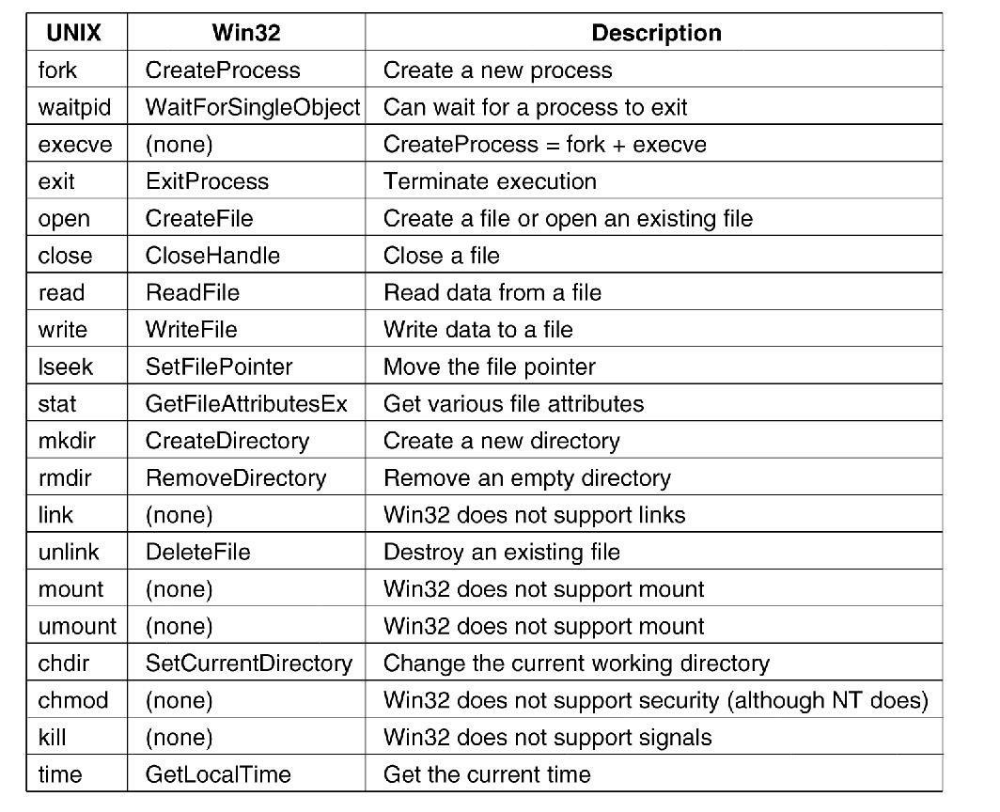 UNIX Win32 Description
fork CreateProcess Create a new process
waitpid WaitForSingleObject Can wait for a process to exit
execve (none) CreateProcess = fork + execve
exit ExitProcess Terminate execution
open CreateFile Create a file or open an existing file
close CloseHandle Close a file
read ReadFile Read data from a file
write WriteFile Write data to a file
lseek SetFilePointer Move the file pointer
stat GetFileAttributesEx Get various file attributes
mkdir CreateDirectory Create a new directory
rmdir RemoveDirectory Remove an empty directory
link (none) Win32 does not support links
unlink DeleteFile Destroy an existing file
mount (none) Win32 does not support mount
umount (none) Win32 does not support mount
chdir SetCurrentDirectory Change the current working directory
chmod (none) Win32 does not support security (although NT does)
kill (none) Win32 does not support signals
time GetLocalTime Get the current time